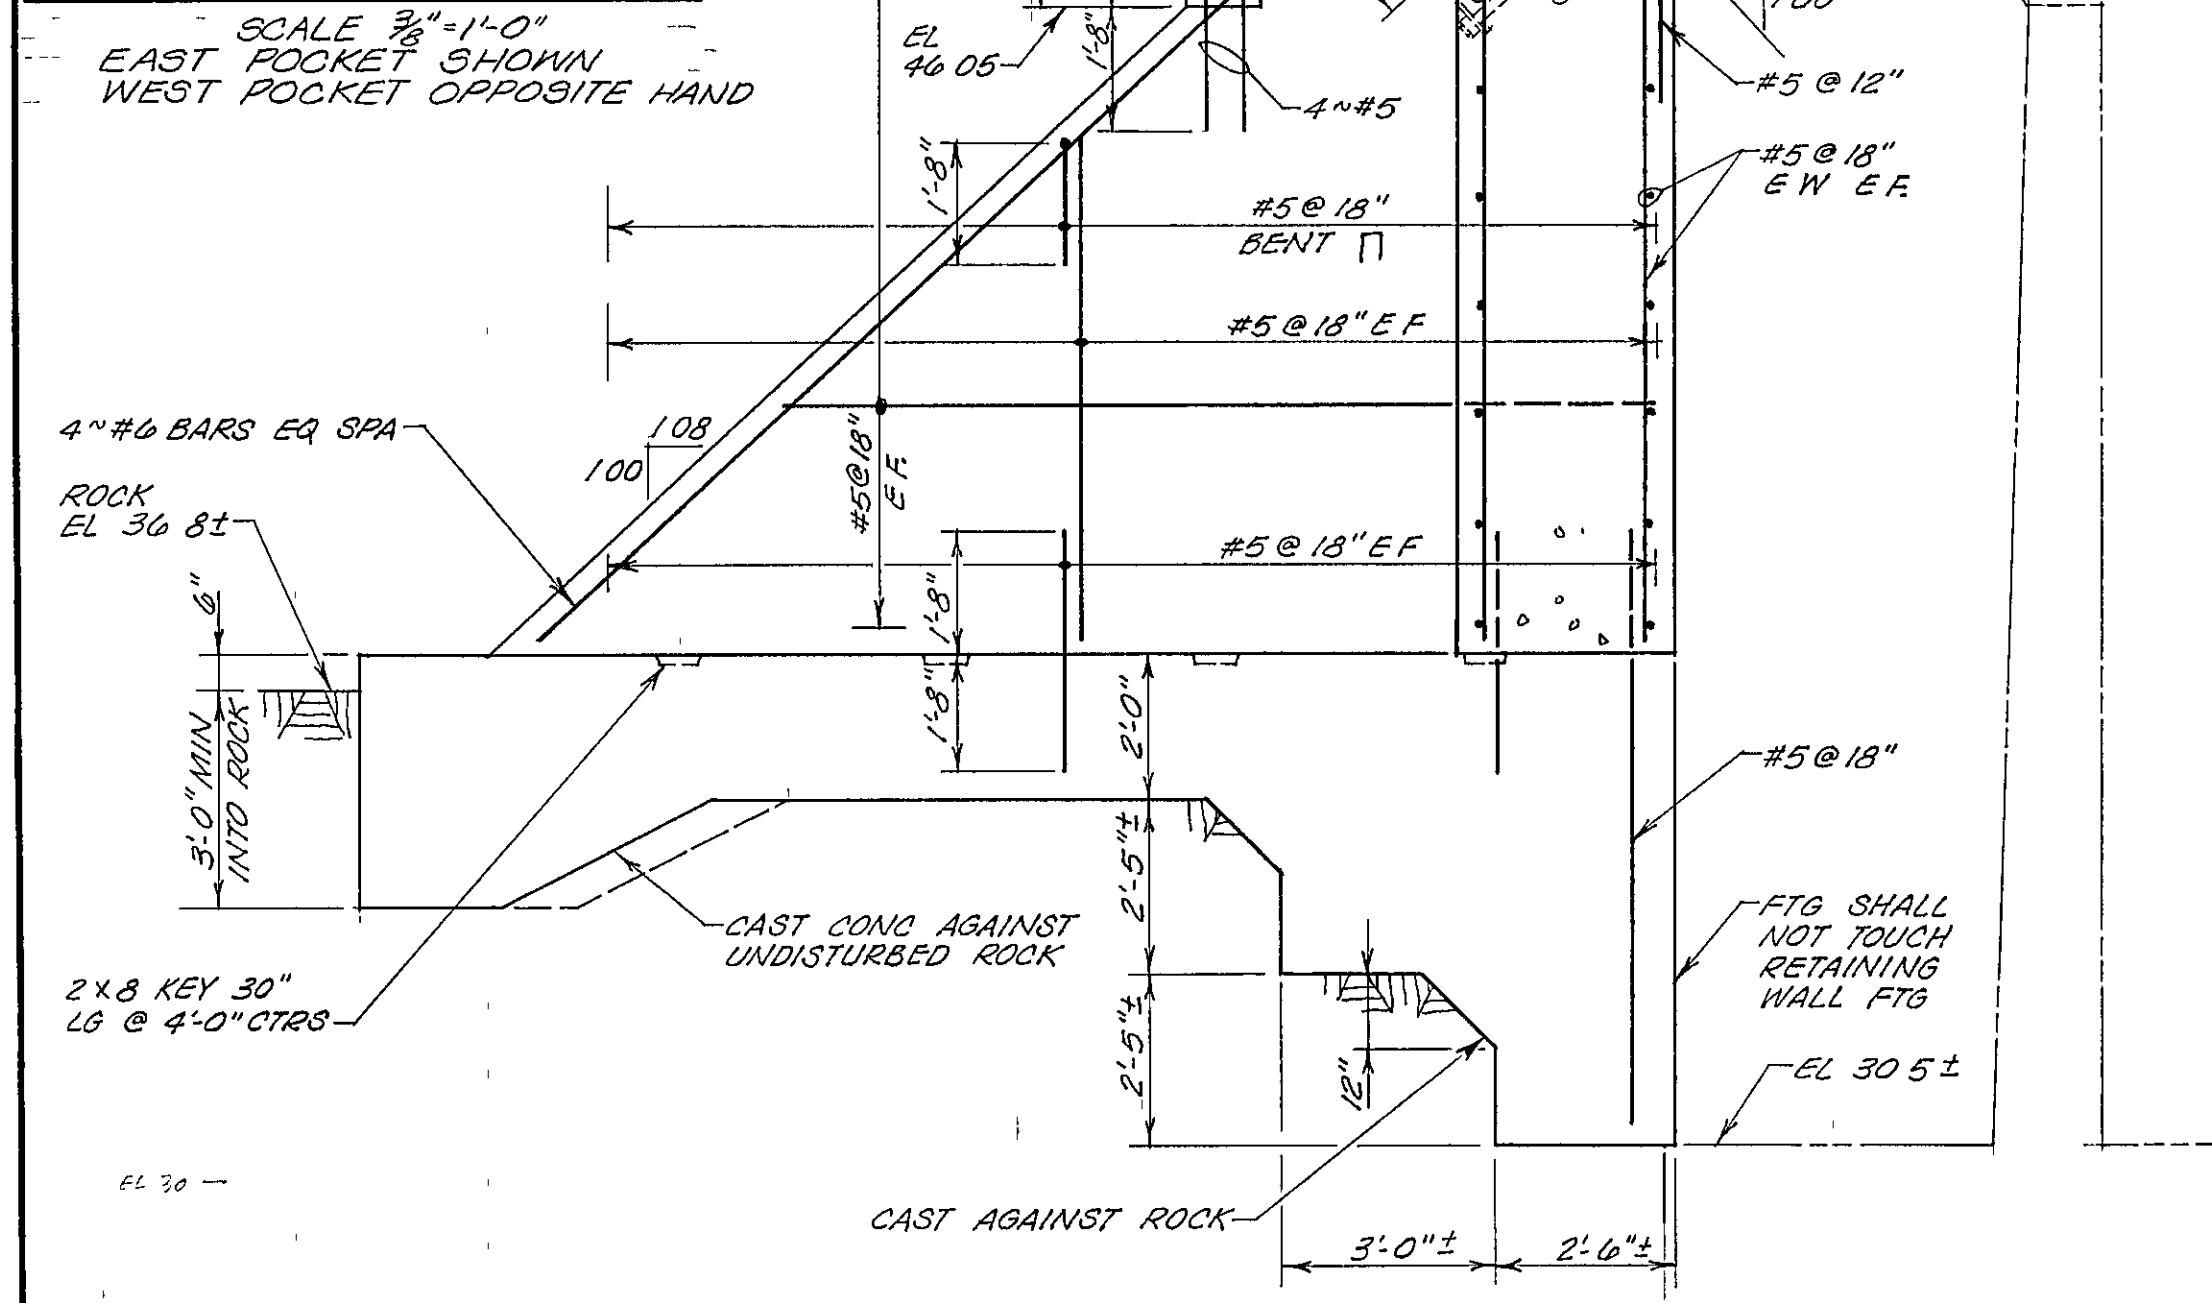 SCALE 3/8"=1'-0"
EAST POCKET SHOWN
WEST POCKET OPPOSITE HAND
EL
46 05
1'-8"
4~#5
#5 @ 12"
#5 @ 18"
E W E F.
1'-8"
#5 @ 18"
BENT
#5 @ 18" E F
4~#6 BARS EQ SPA
108
100
#5@18"
E F.
ROCK
EL 36 8±
#5 @ 18" E F
6"
1'-8"
1'-8"
2'-0"
3'-0" MIN
INTO ROCK
#5 @ 18"
2'-5"±
CAST CONC AGAINST
UNDISTURBED ROCK
FTG SHALL
NOT TOUCH
RETAINING
WALL FTG
2 X 8 KEY 30"
LG @ 4'-0" CTRS
2'-5"±
12"
EL 30 5±
EL 30
CAST AGAINST ROCK
3'-0"±
2'-6"±